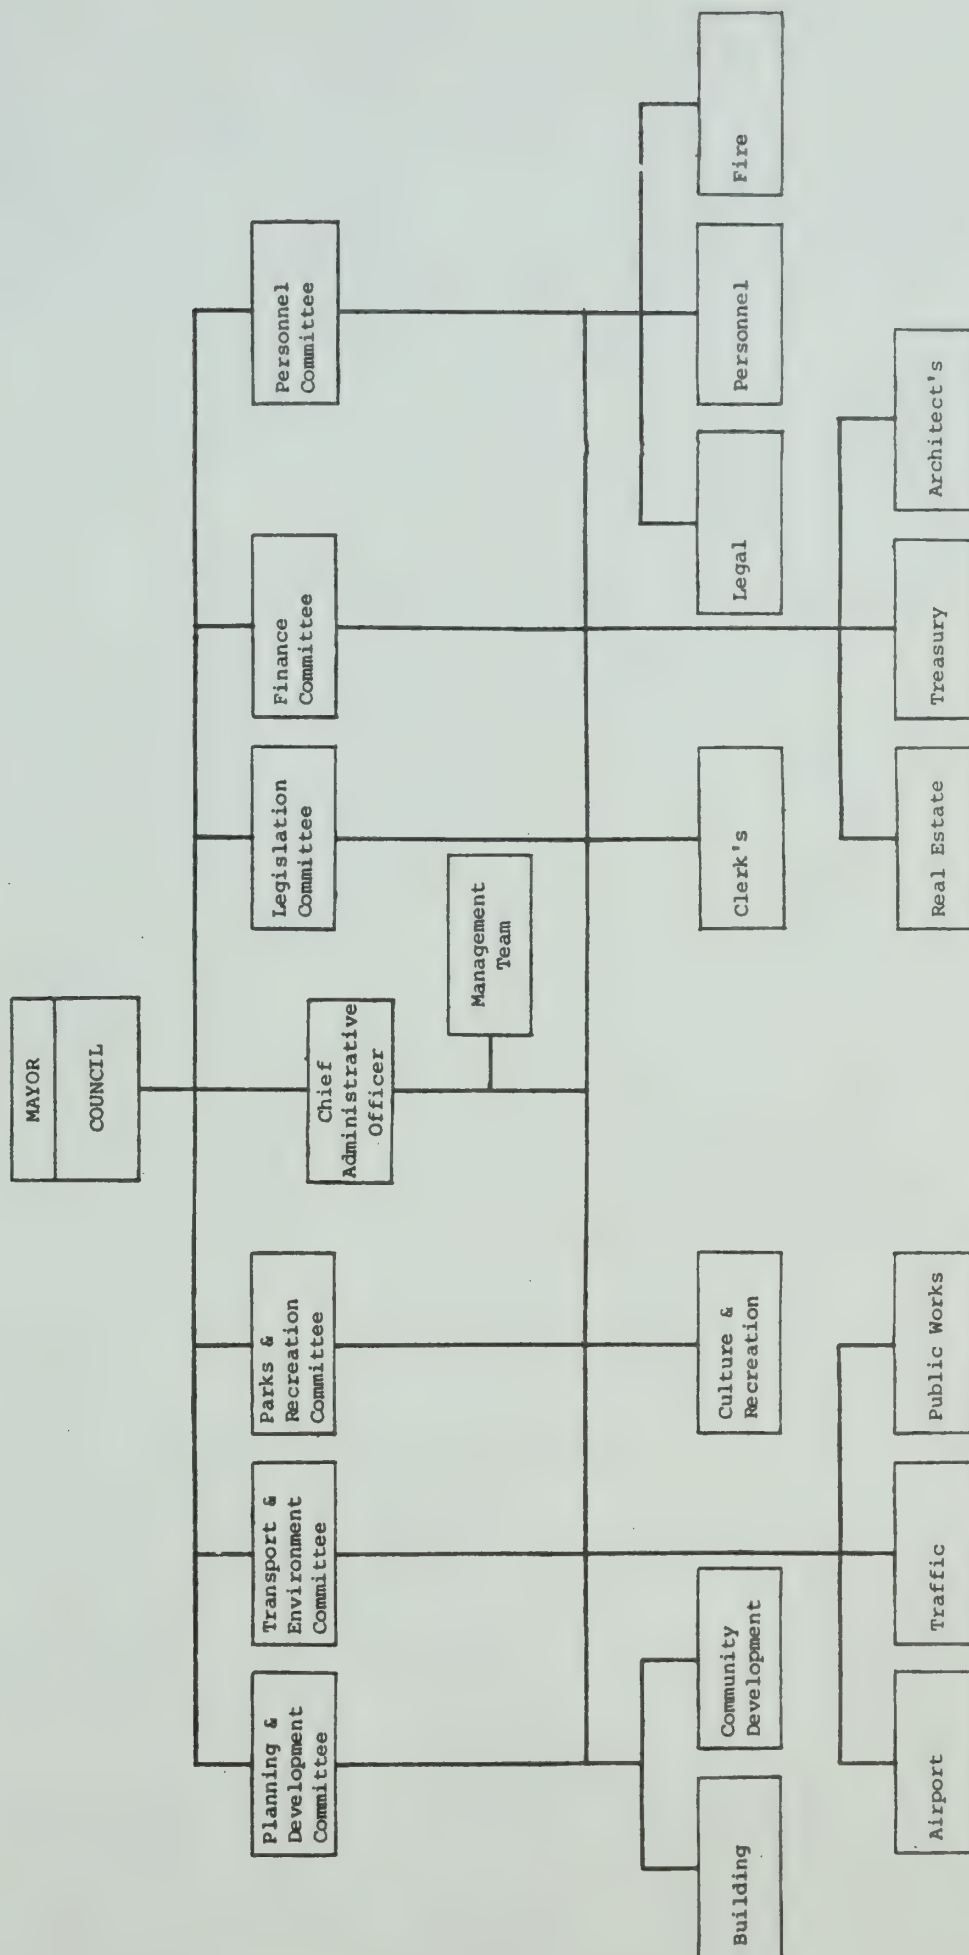 MAYOR
COUNCIL
Planning &
Development
Committee
Transport &
Environment
Committee
Parks &
Recreation
Committee
Chief
Administrative
Officer
Legislation
Committee
Finance
Committee
Personnel
Committee
Management
Team
Building
Community
Development
Culture &
Recreation
Clerk's
Legal
Personnel
Fire
Airport
Traffic
Public Works
Real Estate
Treasury
Architect's